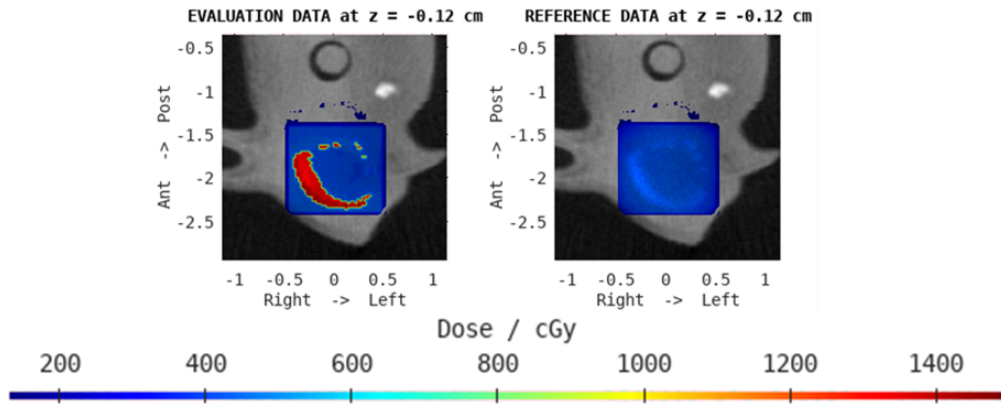 EVALUATION DATA at z = -0.12 cm
REFERENCE DATA at z = -0.12 cm
-0.5
-1
-1.5
-2
-2.5
Ant -> Post
-1 -0.5 0 0.5 1
Right -> Left
-0.5
-1
-1.5
-2
-2.5
Ant -> Post
-1 -0.5 0 0.5 1
Right -> Left
Dose / cGy
200 400 600 800 1000 1200 1400